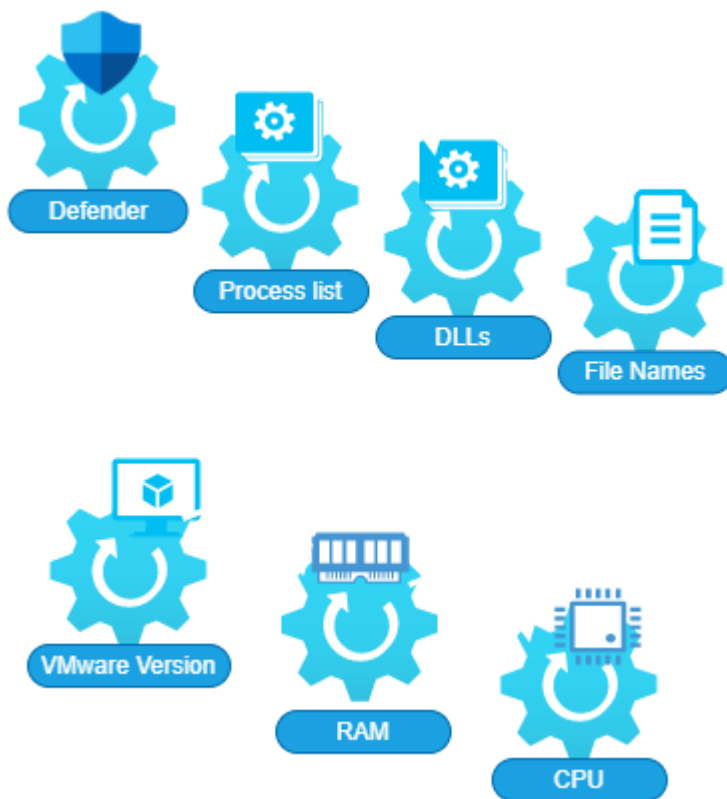 Defender
Process list
DLLs
File Names
VMware Version
RAM
CPU